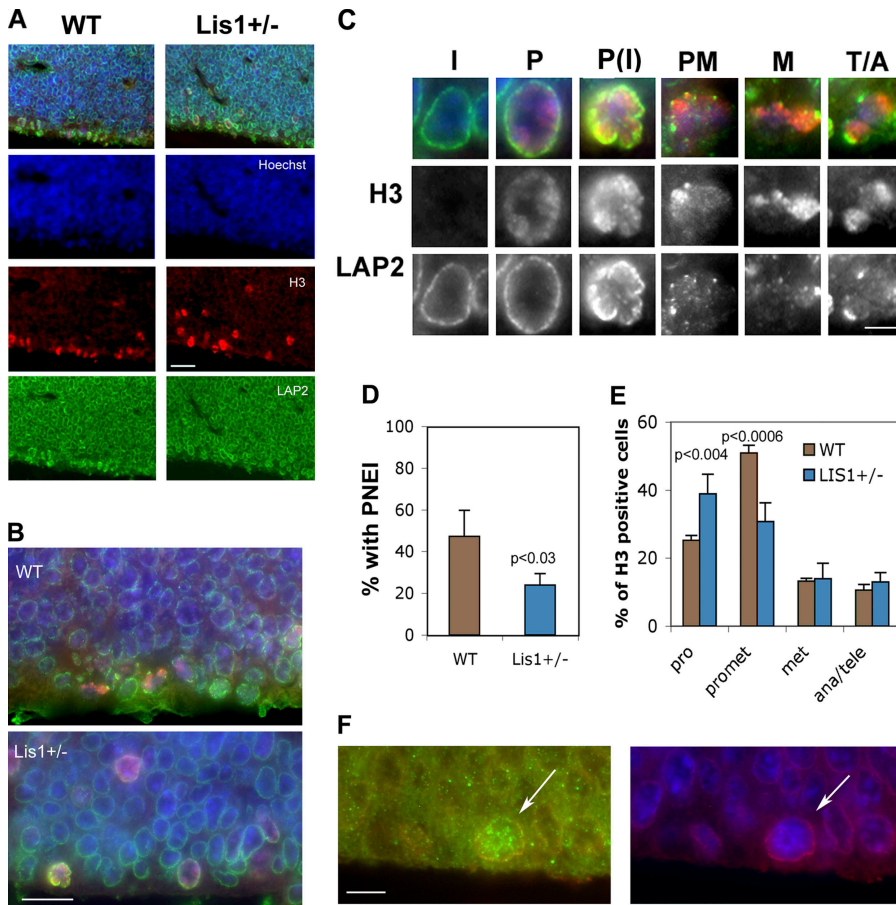 A
WT Lis1+/-
Hoechst
H3
LAP2
B
WT
Lis1+/-
C
I P P(I) PM M T/A
H3
LAP2
D
% with PNEI
100
80
60
40
20
0
p<0.03
WT Lis1+/-
E
% of H3 positive cells
60
40
20
0
p<0.004
p<0.0006
WT
LIS1+/-
pro
promet
met
ana/tele
F